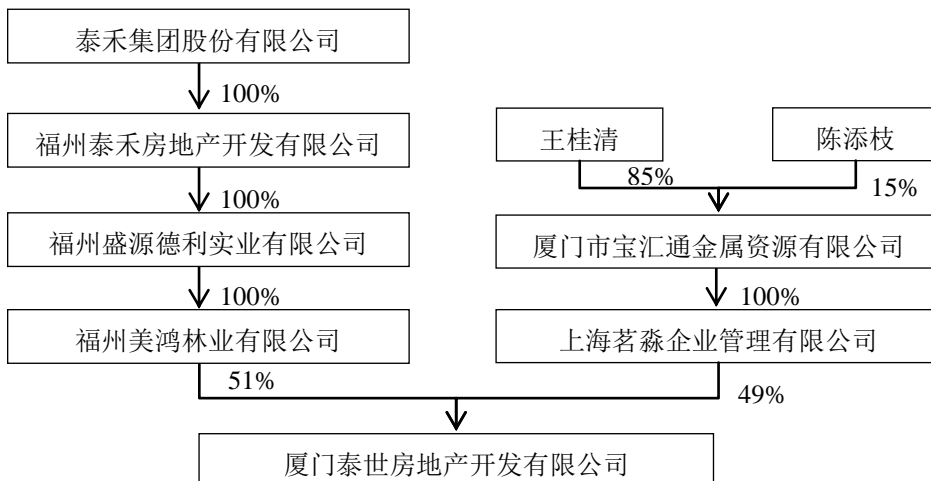 泰禾集团股份有限公司
100%
福州泰禾房地产开发有限公司
王桂清
陈添枝
100%
85%
15%
福州盛源德利实业有限公司
厦门市宝汇通金属资源有限公司
100%
100%
福州美鸿林业有限公司
上海茗淼企业管理有限公司
51%
49%
厦门泰世房地产开发有限公司